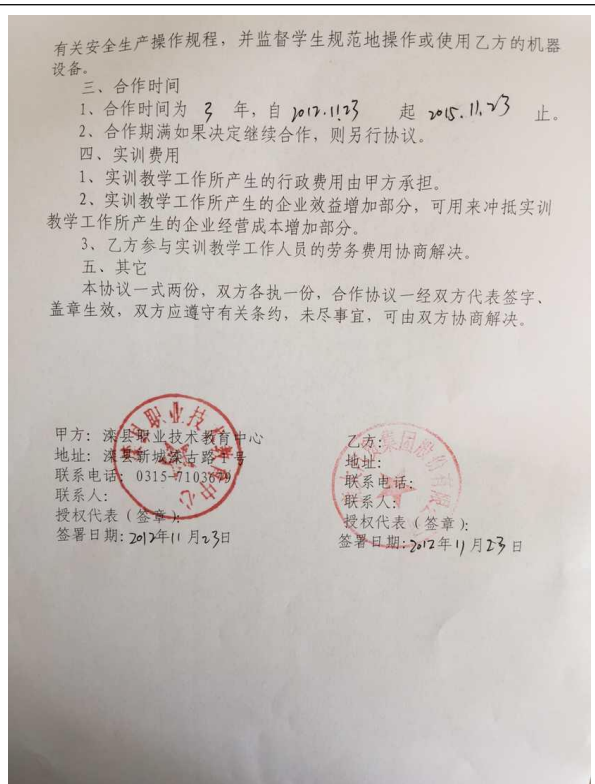 有关安全生产操作规程，并监督学生规范地操作或使用乙方的机器
设备。
三、合作时间
1、合作时间为 3 年，自 2012.11.23 起 2015.11.23 止。
2、合作期满如果决定继续合作，则另行协议。
四、实训费用
1、实训教学工作所产生的行政费用由甲方承担。
2、实训教学工作所产生的企业效益增加部分，可用来冲抵实训
教学工作所产生的企业经营成本增加部分。
3、乙方参与实训教学工作人员的劳务费用协商解决。
五、其它
本协议一式两份，双方各执一份，合作协议一经双方代表签字、
盖章生效，双方应遵守有关条约，未尽事宜，可由双方协商解决。
甲方：滦县职业技术教育中心
地址：滦县新城滦古路 号
联系电话：0315-7103679
联系人：
授权代表（签章）：
签署日期：2012年11月23日
乙方：
地址：
联系电话：
联系人：
授权代表（签章）：
签署日期：2012年11月23日
集团股份有限